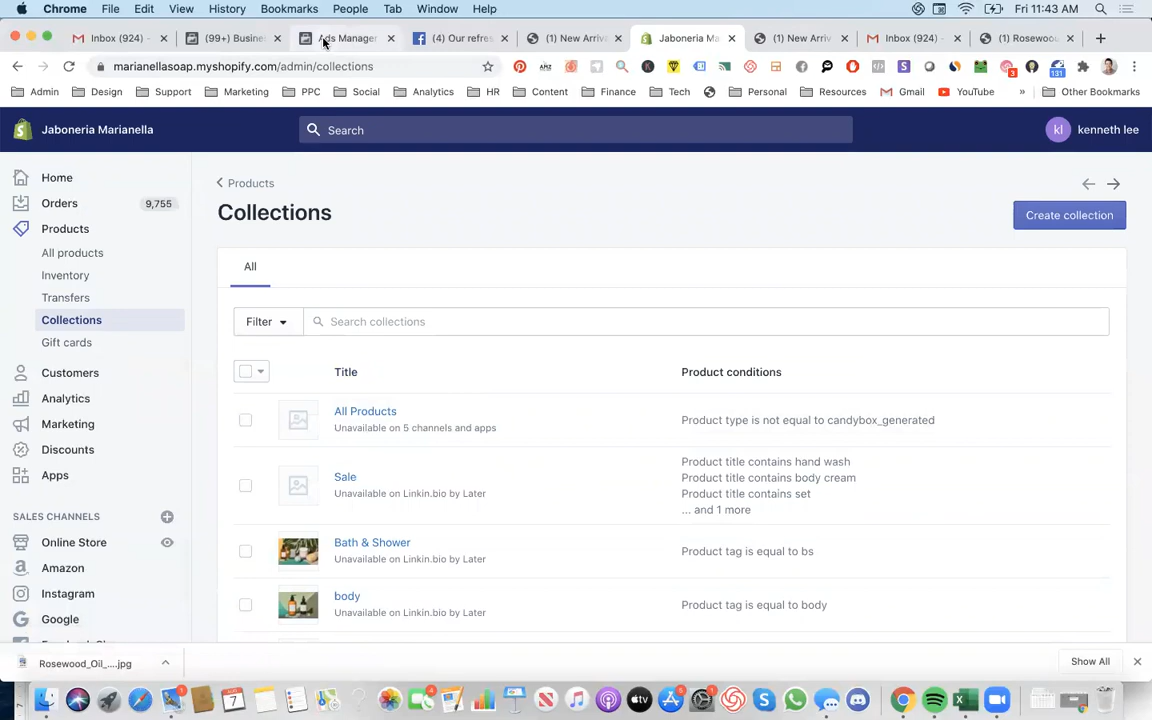 Chrome File Edit View History Bookmarks People Tab Window Help Fri 11:43 AM
Inbox (924) - (99+) Busine Ads Manager (4) Our refres (1) New Arriva Jaboneria Ma (1) New Arriv Inbox (924) - (1) Rosewoo
marianellasoap.myshopify.com/admin/collections 3 131
Admin Design Support Marketing PPC Social Analytics HR Content Finance Tech Personal Resources Gmail YouTube » Other Bookmarks
Jaboneria Marianella Search kl kenneth lee
Home
Orders 9,755
Products
All products
Inventory
Transfers
Collections
Gift cards
Customers
Analytics
Marketing
Discounts
Apps
SALES CHANNELS
Online Store
Amazon
Instagram
Google
Products
Collections
Create collection
All
Filter Search collections
Title Product conditions
All Products
Unavailable on 5 channels and apps
Product type is not equal to candybox_generated
Sale
Unavailable on Linkin.bio by Later
Product title contains hand wash
Product title contains body cream
Product title contains set
... and 1 more
Bath & Shower
Unavailable on Linkin.bio by Later
Product tag is equal to bs
body
Unavailable on Linkin.bio by Later
Product tag is equal to body
Rosewood_Oil_....jpg Show All